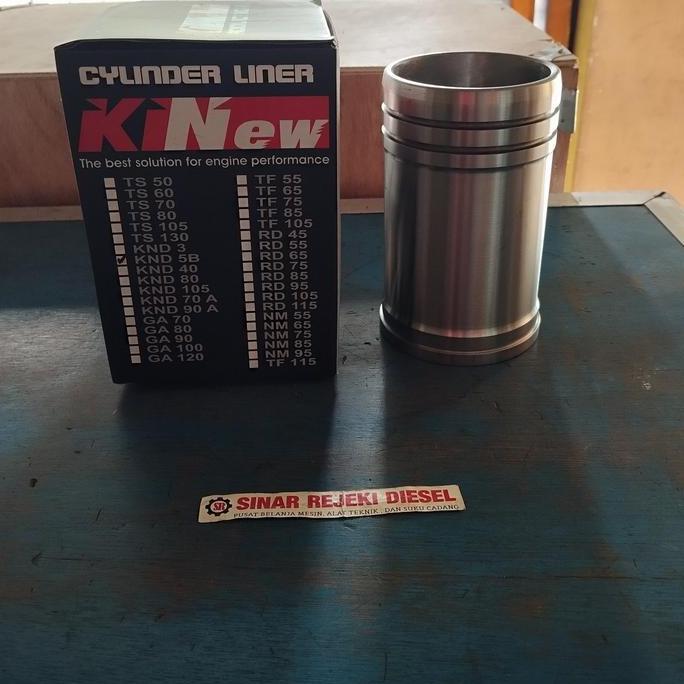 CYLINDER LINER
KiNew
The best solution for engine performance
TS 50
TS 60
TS 70
TS 80
TS 105
TS 130
KND 3
KND 5B
KND 40
KND 80
KND 105
KND 70 A
KND 90 A
GA 70
GA 80
GA 90
GA 100
GA 120
TF 55
TF 65
TF 75
TF 85
TF 105
RD 45
RD 55
RD 65
RD 75
RD 85
RD 95
RD 105
RD 115
NM 55
NM 65
NM 75
NM 85
NM 95
TF 115
SR SINAR REJEKI DIESEL
PUSAT BELANJA MESIN, ALAT TEKNIK, DAN SUKU CADANG